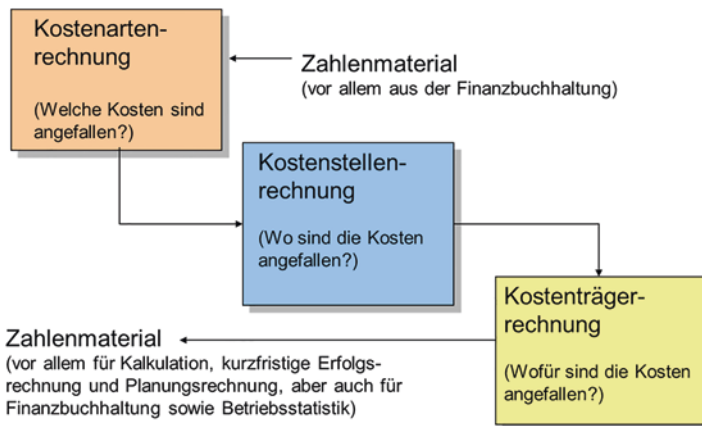 Kostenarten-
rechnung
(Welche Kosten sind
angefallen?)
Zahlenmaterial
(vor allem aus der Finanzbuchhaltung)
Kostenstellen-
rechnung
(Wo sind die Kosten
angefallen?)
Kostenträger-
rechnung
(Wofür sind die Kosten
angefallen?)
Zahlenmaterial
(vor allem für Kalkulation, kurzfristige Erfolgs-
rechnung und Planungsrechnung, aber auch für
Finanzbuchhaltung sowie Betriebsstatistik)